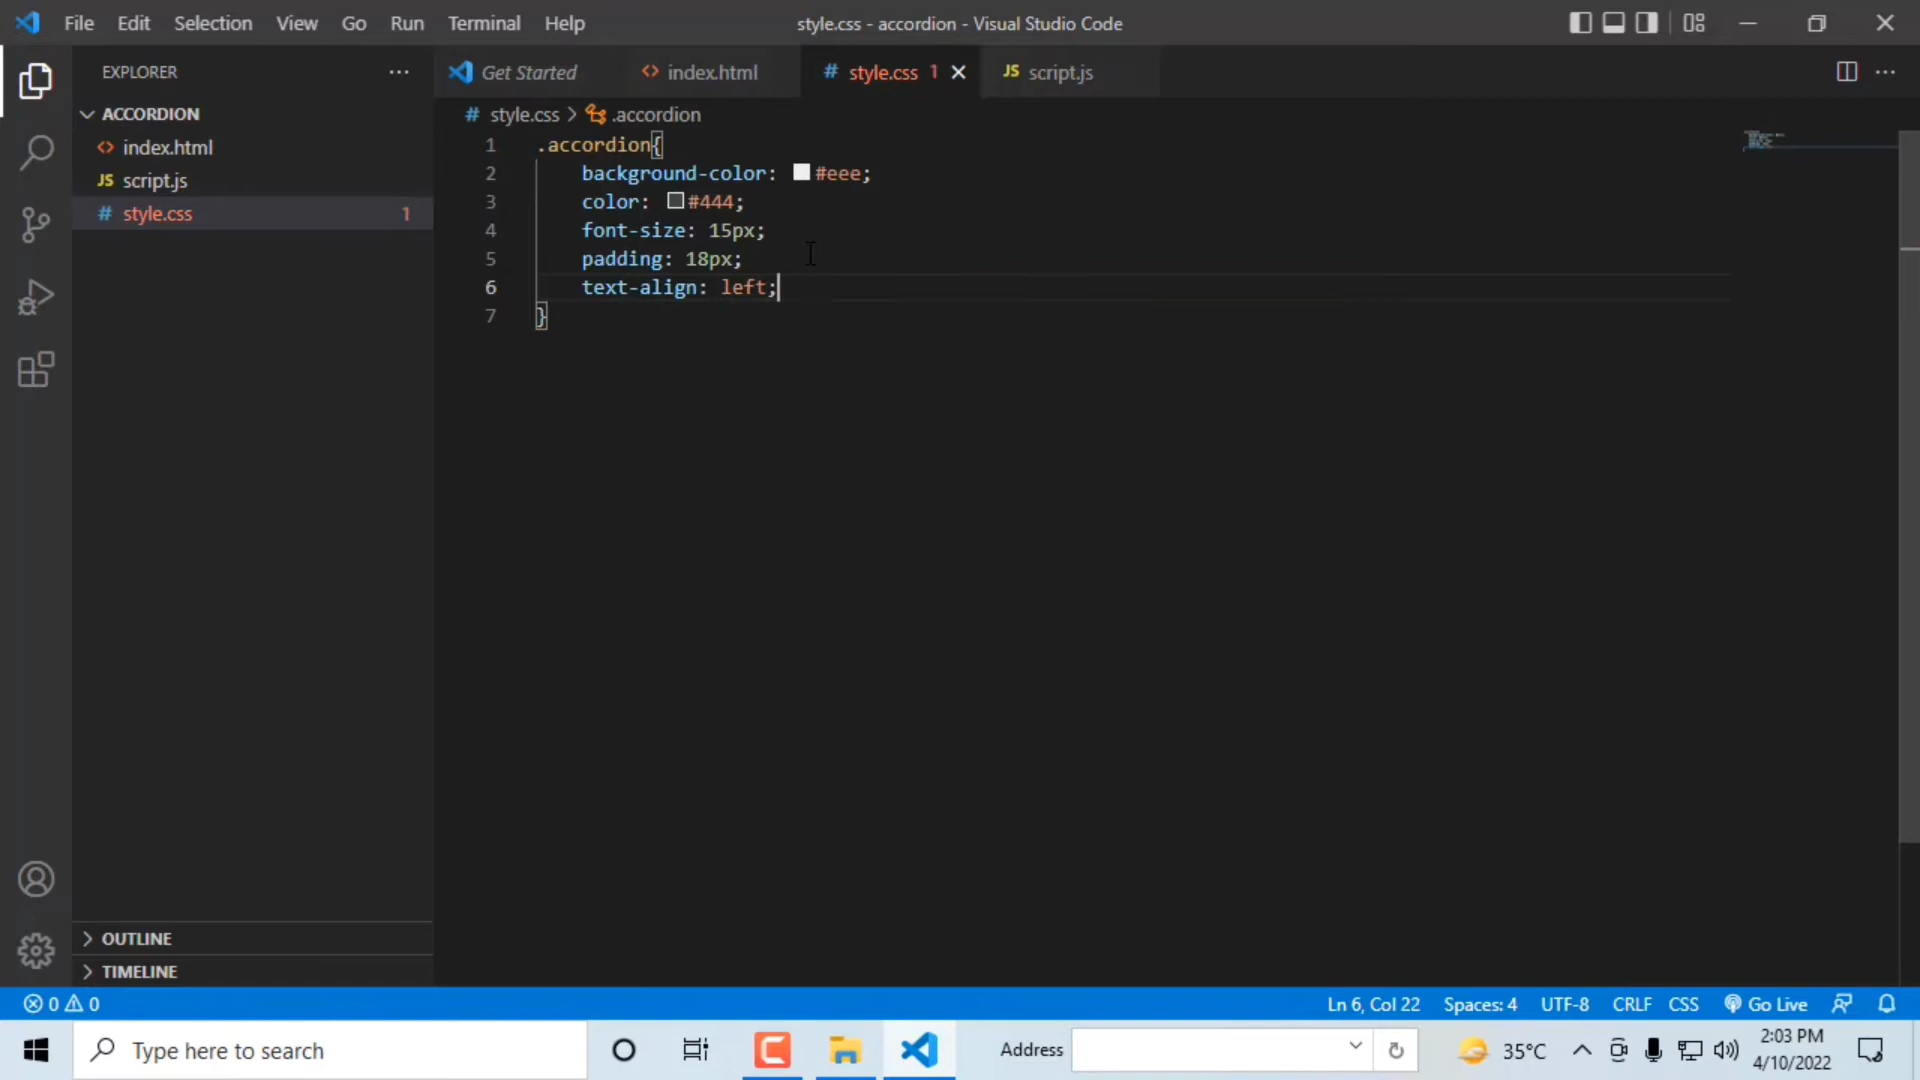 File Edit Selection View Go Run Terminal Help style.css - accordion - Visual Studio Code
EXPLORER ...
Get Started <> index.html # style.css 1 JS script.js ...
ACCORDION
<> index.html
JS script.js
# style.css 1
# style.css > .accordion
1 .accordion{
2 background-color: #eee;
3 color: #444;
4 font-size: 15px;
5 padding: 18px;
6 text-align: left;
7 }
OUTLINE
TIMELINE
0 0 Ln 6, Col 22 Spaces: 4 UTF-8 CRLF CSS Go Live
Type here to search Address 35°C 2:03 PM
4/10/2022